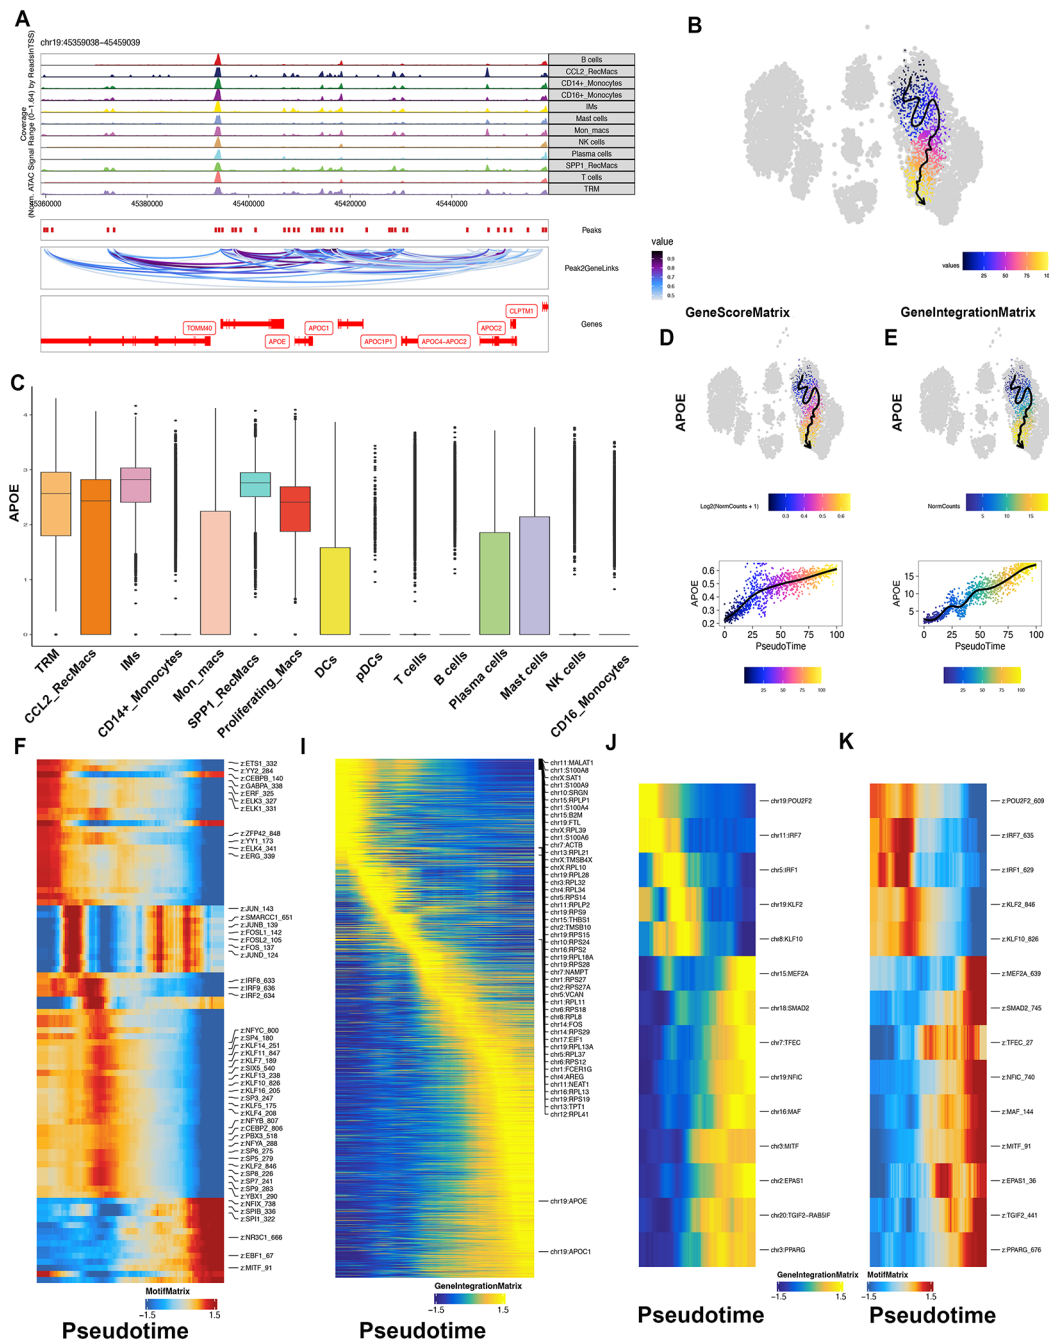 A
chr19:45359038-45459039
Coverage
(Norm. ATAC Signal Range (0-1.64) by ReadsInTSS)
B cells
CCL2_RecMacs
CD14+_Monocytes
CD16+_Monocytes
IMs
Mast cells
Mon_macs
NK cells
Plasma cells
SPP1_RecMacs
T cells
TRM
45360000 45380000 45400000 45420000 45440000
Peaks
Peak2GeneLinks
value
0.9
0.8
0.7
0.6
0.5
Genes
CLPTM1
TOMM40 APOC1 APOC2
APOE APOC1P1 APOC4-APOC2
B
values
25 50 75 100
GeneScoreMatrix
D
APOE
Log2(NormCounts + 1)
0.3 0.4 0.5 0.6
APOE
0.6
0.5
0.4
0.3
0.2
0 25 50 75 100
PseudoTime
25 50 75 100
GeneIntegrationMatrix
E
APOE
NormCounts
5 10 15
APOE
15
10
5
0 25 50 75 100
PseudoTime
25 50 75 100
C
APOE
4
3
2
1
0
TRM
CCL2_RecMacs
IMs
CD14+_Monocytes
Mon_macs
SPP1_RecMacs
Proliferating_Macs
DCs
pDCs
T cells
B cells
Plasma cells
Mast cells
NK cells
CD16_Monocytes
F
z:ETS1_332
z:YY2_284
z:CEBPB_140
z:GABPA_338
z:ERF_325
z:ELK3_327
z:ELK1_331
z:ZFP42_848
z:YY1_173
z:ELK4_341
z:ERG_339
z:JUN_143
z:SMARCC1_651
z:JUNB_139
z:FOSL1_142
z:FOSL2_105
z:FOS_137
z:JUND_124
z:IRF8_633
z:IRF9_636
z:IRF2_634
z:NFYC_800
z:SP4_180
z:KLF14_251
z:KLF11_847
z:KLF7_189
z:SIX5_540
z:KLF13_238
z:KLF10_826
z:KLF16_205
z:SP3_247
z:KLF5_175
z:KLF4_208
z:NFYB_807
z:CEBPZ_806
z:PBX3_518
z:NFYA_288
z:SP6_275
z:SP5_279
z:KLF2_846
z:SP8_226
z:SP7_241
z:SP9_283
z:YBX1_290
z:NFIX_738
z:SPIB_336
z:SPI1_322
z:NR3C1_666
z:EBF1_67
z:MITF_91
MotifMatrix
-1.5 1.5
Pseudotime
I
chr11:MALAT1
chr1:S100A8
chrX:SAT1
chr1:S100A9
chr10:SRGN
chr15:RPLP1
chr1:S100A4
chr15:B2M
chr19:FTL
chrX:RPL39
chr1:S100A6
chr7:ACTB
chr13:RPL21
chrX:TMSB4X
chrX:RPL10
chr19:RPL28
chr3:RPL32
chr4:RPL34
chr5:RPS14
chr11:RPLP2
chr19:RPS9
chr15:THBS1
chr2:TMSB10
chr19:RPS15
chr10:RPS24
chr16:RPS2
chr19:RPL18A
chr19:RPS28
chr7:NAMPT
chr1:RPS27
chr2:RPS27A
chr5:VCAN
chr1:RPL11
chr6:RPS18
chr8:RPL8
chr14:FOS
chr14:RPS29
chr17:EIF1
chr19:RPL13A
chr5:RPL37
chr6:RPS12
chr1:FCER1G
chr4:AREG
chr11:NEAT1
chr16:RPL13
chr19:RPS19
chr13:TPT1
chr12:RPL41
chr19:APOE
chr19:APOC1
GeneIntegrationMatrix
-1.5 1.5
Pseudotime
J
chr19:POU2F2
chr11:IRF7
chr5:IRF1
chr19:KLF2
chr8:KLF10
chr15:MEF2A
chr18:SMAD2
chr7:TFEC
chr19:NFIC
chr16:MAF
chr3:MITF
chr2:EPAS1
chr20:TGIF2-RAB5IF
chr3:PPARG
GeneIntegrationMatrix
-1.5 1.5
Pseudotime
K
z:POU2F2_609
z:IRF7_635
z:IRF1_629
z:KLF2_846
z:KLF10_826
z:MEF2A_639
z:SMAD2_745
z:TFEC_27
z:NFIC_740
z:MAF_144
z:MITF_91
z:EPAS1_36
z:TGIF2_441
z:PPARG_676
MotifMatrix
-1.5 1.5
Pseudotime